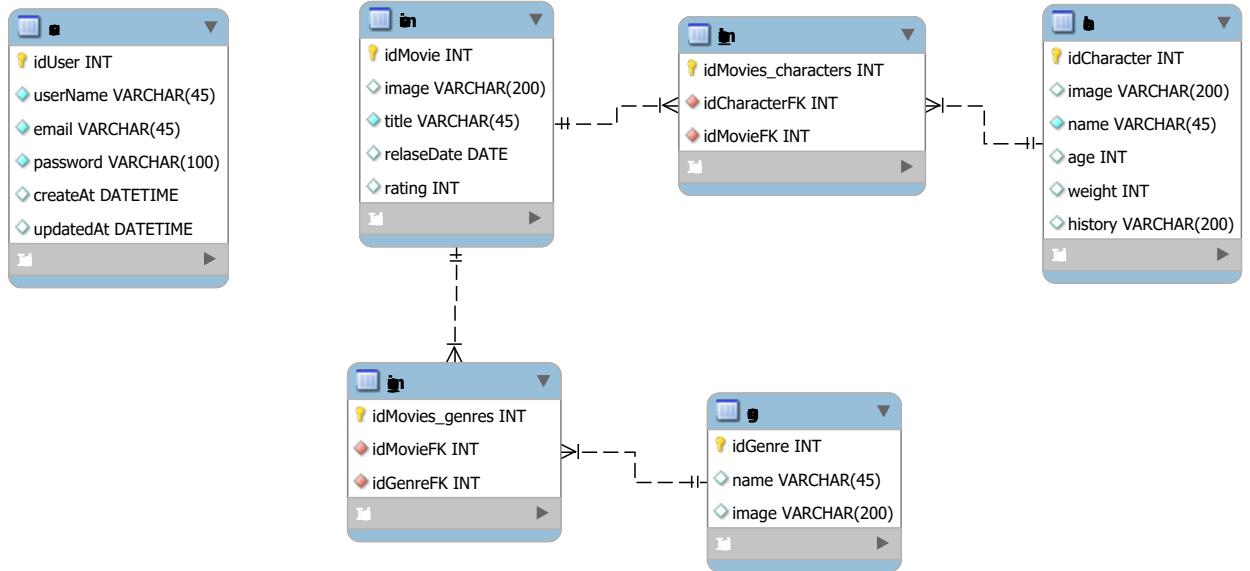 idUser INT
userName VARCHAR(45)
email VARCHAR(45)
password VARCHAR(100)
createAt DATETIME
updatedAt DATETIME
idMovie INT
image VARCHAR(200)
title VARCHAR(45)
relaseDate DATE
rating INT
idMovies_characters INT
idCharacterFK INT
idMovieFK INT
idCharacter INT
image VARCHAR(200)
name VARCHAR(45)
age INT
weight INT
history VARCHAR(200)
idMovies_genres INT
idMovieFK INT
idGenreFK INT
idGenre INT
name VARCHAR(45)
image VARCHAR(200)